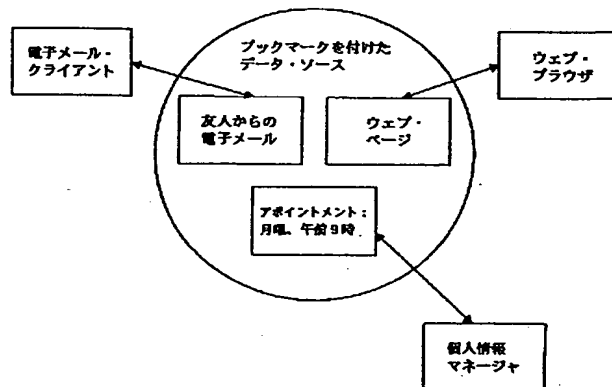 電子メール・
クライアント
ブックマークを付けた
データ・ソース
ウェブ・
ブラウザ
友人からの
電子メール
ウェブ・
ページ
アポイントメント：
月曜、午前9時
個人情報
マネージャ